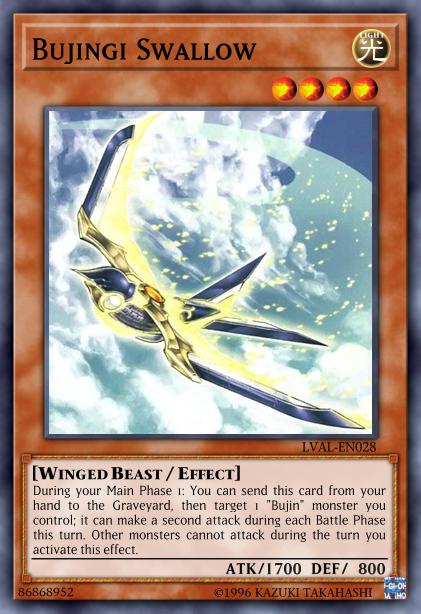 BUJINGI SWALLOW
LIGHT
光
LVAL-EN028
[WINGED BEAST / EFFECT]
During your Main Phase 1: You can send this card from your
hand to the Graveyard, then target 1 "Bujin" monster you
control; it can make a second attack during each Battle Phase
this turn. Other monsters cannot attack during the turn you
activate this effect.
ATK/1700 DEF/ 800
86868952
©1996 KAZUKI TAKAHASHI